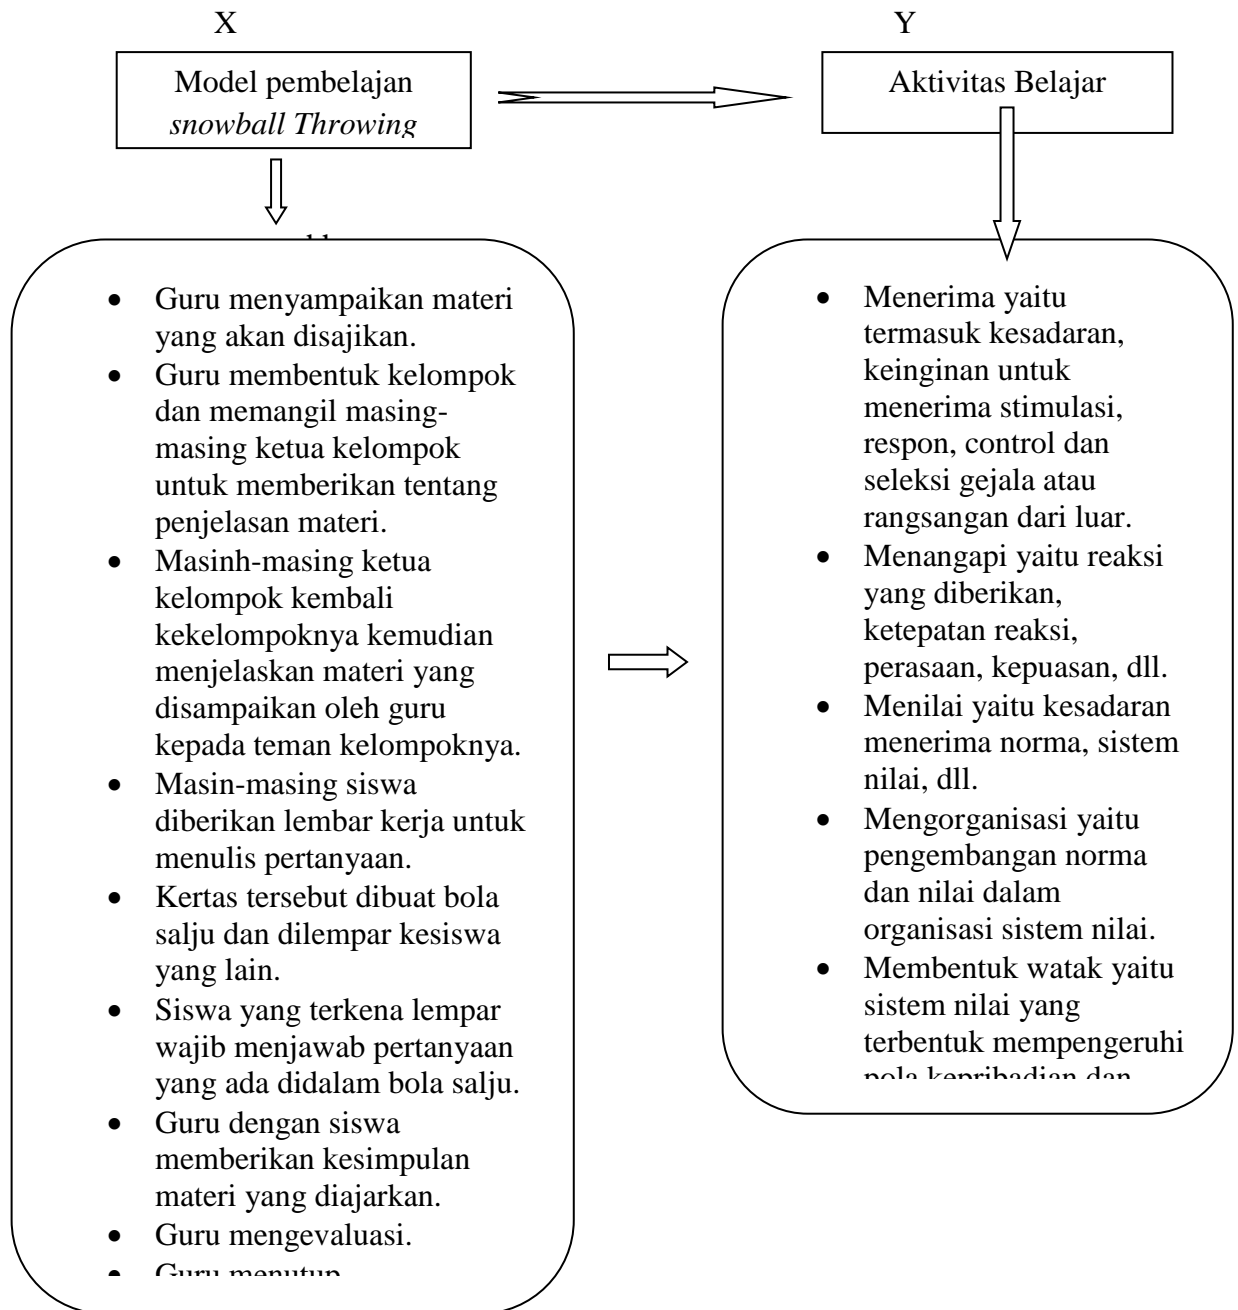 X
Y
Model pembelajan
snowball Throwing
Aktivitas Belajar
• Guru menyampaikan materi
yang akan disajikan.
• Guru membentuk kelompok
dan memangil masing-
masing ketua kelompok
untuk memberikan tentang
penjelasan materi.
• Masinh-masing ketua
kelompok kembali
kekelompoknya kemudian
menjelaskan materi yang
disampaikan oleh guru
kepada teman kelompoknya.
• Masin-masing siswa
diberikan lembar kerja untuk
menulis pertanyaan.
• Kertas tersebut dibuat bola
salju dan dilempar kesiswa
yang lain.
• Siswa yang terkena lempar
wajib menjawab pertanyaan
yang ada didalam bola salju.
• Guru dengan siswa
memberikan kesimpulan
materi yang diajarkan.
• Guru mengevaluasi.
• Guru menutup
• Menerima yaitu
termasuk kesadaran,
keinginan untuk
menerima stimulasi,
respon, control dan
seleksi gejala atau
rangsangan dari luar.
• Menangapi yaitu reaksi
yang diberikan,
ketepatan reaksi,
perasaan, kepuasan, dll.
• Menilai yaitu kesadaran
menerima norma, sistem
nilai, dll.
• Mengorganisasi yaitu
pengembangan norma
dan nilai dalam
organisasi sistem nilai.
• Membentuk watak yaitu
sistem nilai yang
terbentuk mempengeruhi
pola kepribadian dan